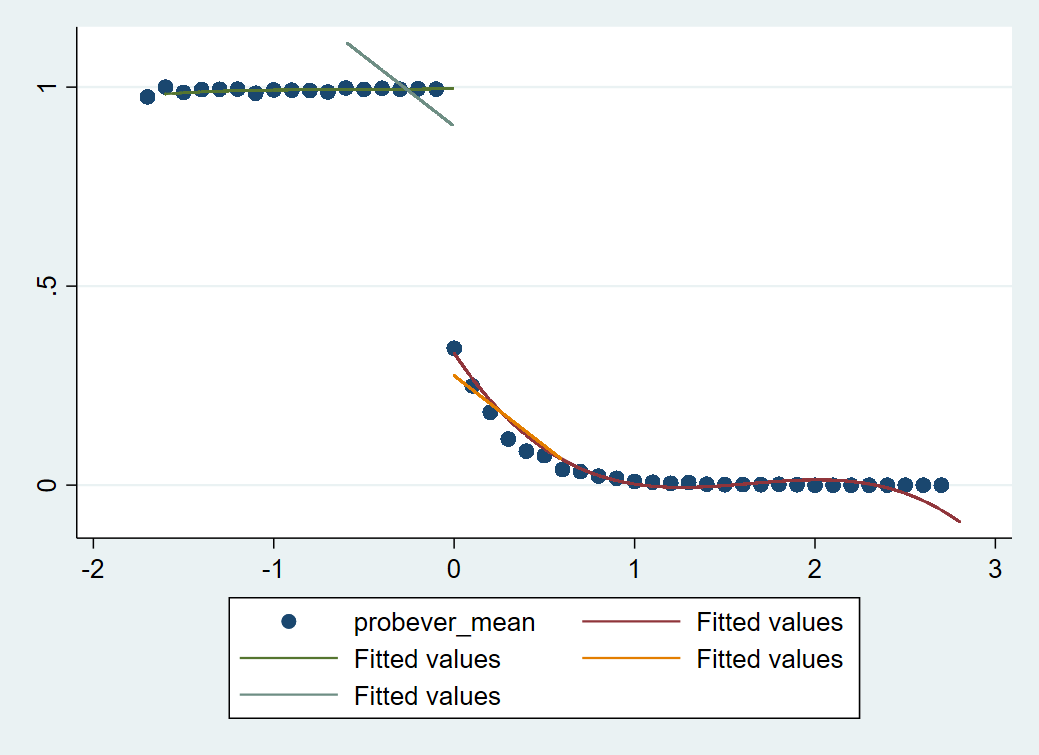 1
.5
0
-2 -1 0 1 2 3
probever_mean Fitted values
Fitted values Fitted values
Fitted values